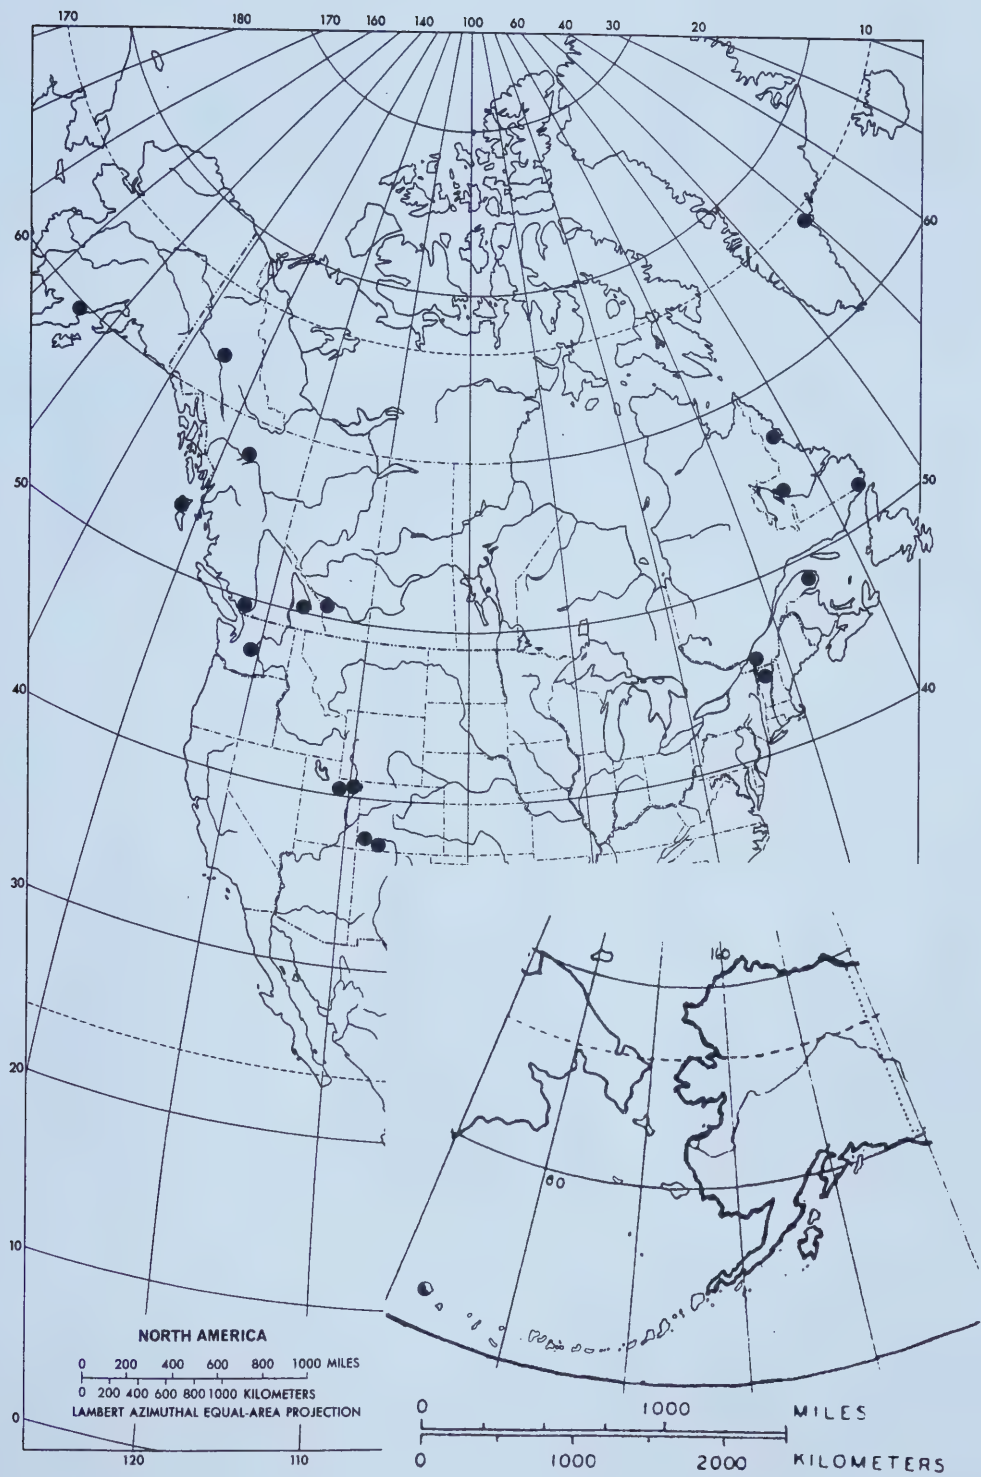 170 180 170 160 140 120 100 60 40 30 20 10
60 60
50 50
40 40
30
20
10
0
120 110
NORTH AMERICA
0 200 400 600 800 1000 MILES
0 200 400 600 800 1000 KILOMETERS
LAMBERT AZIMUTHAL EQUAL-AREA PROJECTION
160
60
0 1000 MILES
0 1000 2000 KILOMETERS